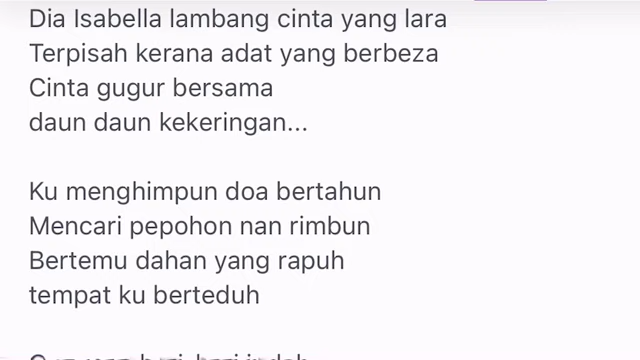 Dia Isabella lambang cinta yang lara
Terpisah kerana adat yang berbeza
Cinta gugur bersama
daun daun kekeringan...
Ku menghimpun doa bertahun
Mencari pepohon nan rimbun
Bertemu dahan yang rapuh
tempat ku berteduh